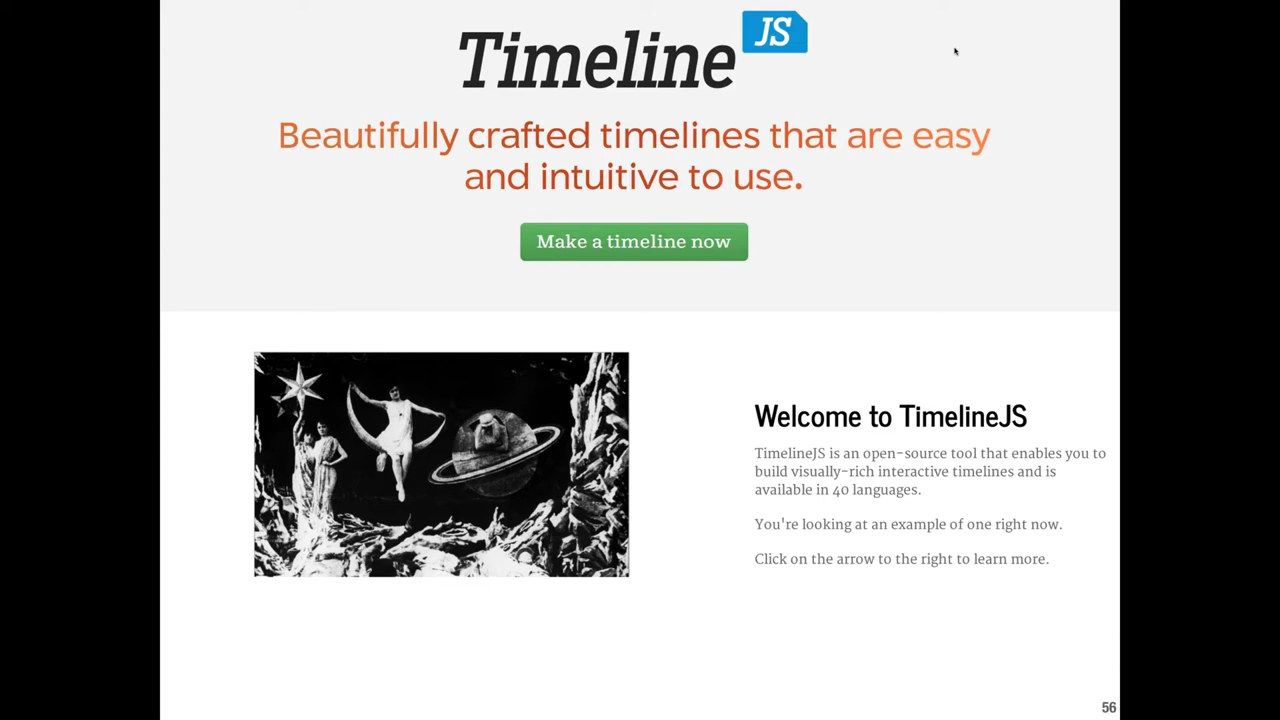 Timeline JS
Beautifully crafted timelines that are easy
and intuitive to use.
Make a timeline now
Welcome to TimelineJS
TimelineJS is an open-source tool that enables you to
build visually-rich interactive timelines and is
available in 40 languages.
You're looking at an example of one right now.
Click on the arrow to the right to learn more.
56